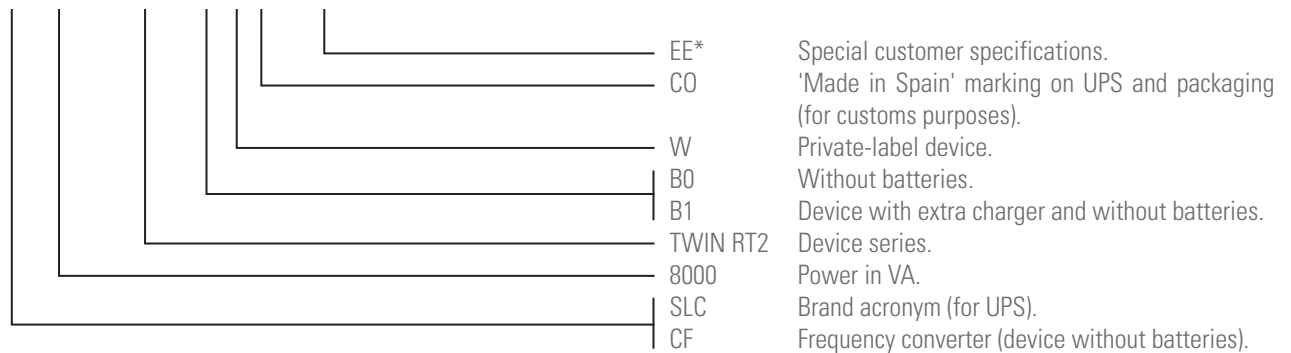 EE* Special customer specifications.
CO 'Made in Spain' marking on UPS and packaging
(for customs purposes).
W Private-label device.
B0 Without batteries.
B1 Device with extra charger and without batteries.
TWIN RT2 Device series.
8000 Power in VA.
SLC Brand acronym (for UPS).
CF Frequency converter (device without batteries).